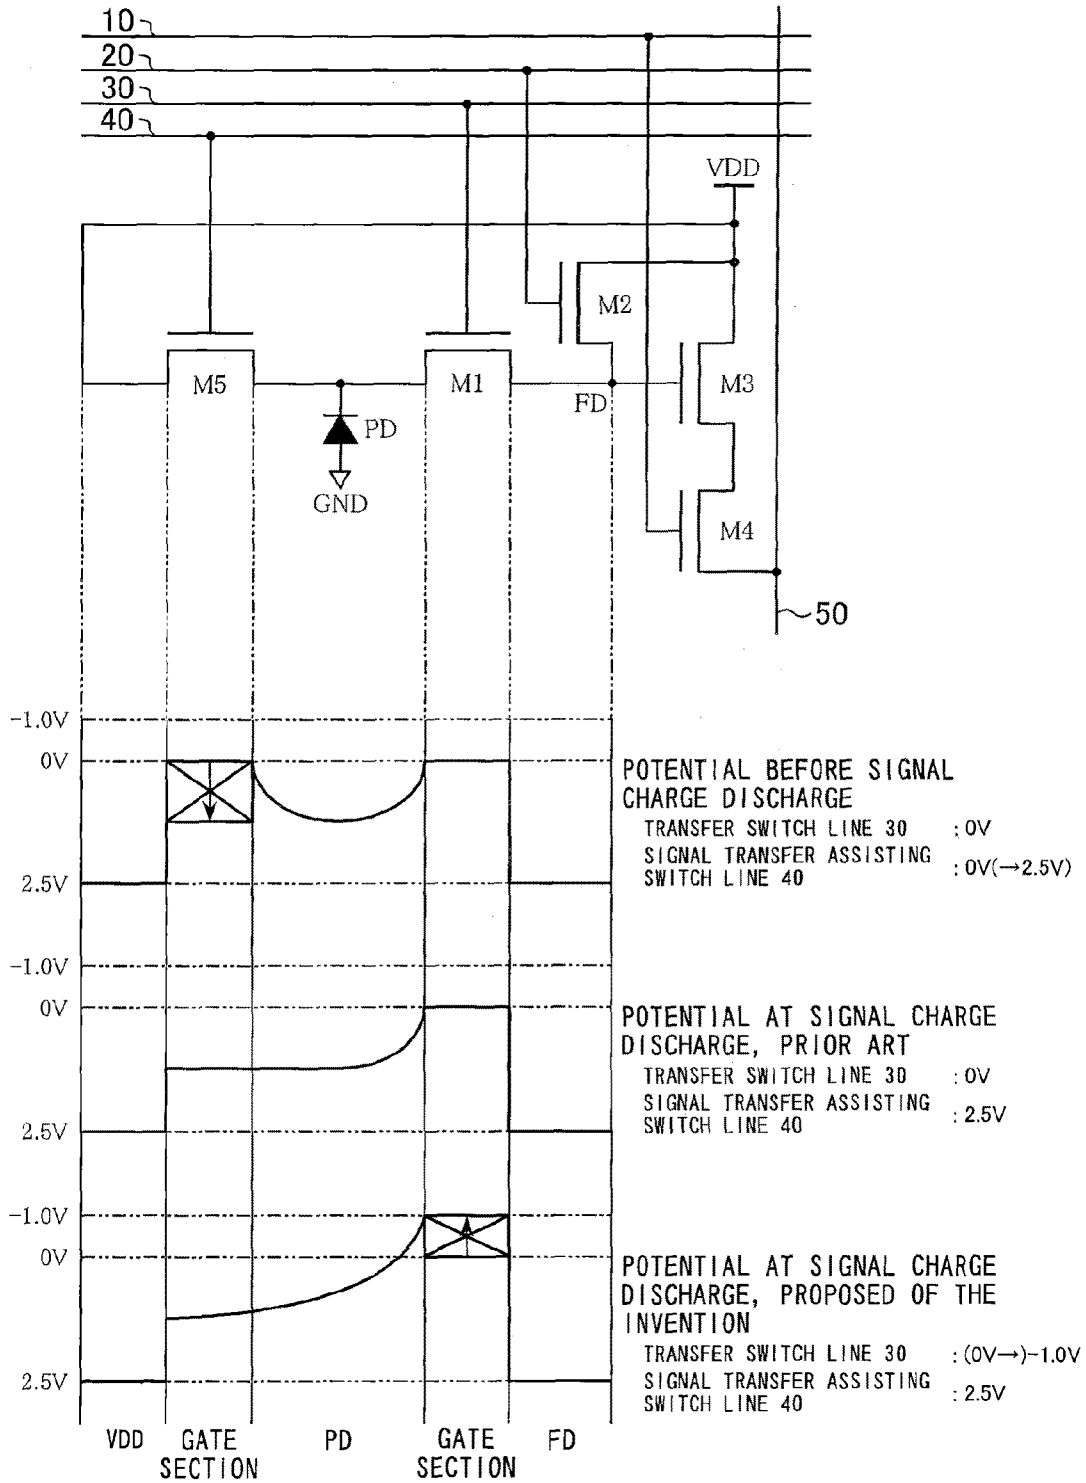 10
20
30
40
VDD
M2
M5
M1
M3
FD
PD
GND
M4
50
-1.0V
0V
2.5V
POTENTIAL BEFORE SIGNAL
CHARGE DISCHARGE
TRANSFER SWITCH LINE 30 : 0V
SIGNAL TRANSFER ASSISTING
SWITCH LINE 40 : 0V(→2.5V)
-1.0V
0V
2.5V
POTENTIAL AT SIGNAL CHARGE
DISCHARGE, PRIOR ART
TRANSFER SWITCH LINE 30 : 0V
SIGNAL TRANSFER ASSISTING
SWITCH LINE 40 : 2.5V
-1.0V
0V
2.5V
POTENTIAL AT SIGNAL CHARGE
DISCHARGE, PROPOSED OF THE
INVENTION
TRANSFER SWITCH LINE 30 : (0V→)-1.0V
SIGNAL TRANSFER ASSISTING
SWITCH LINE 40 : 2.5V
VDD
GATE
SECTION
PD
GATE
SECTION
FD